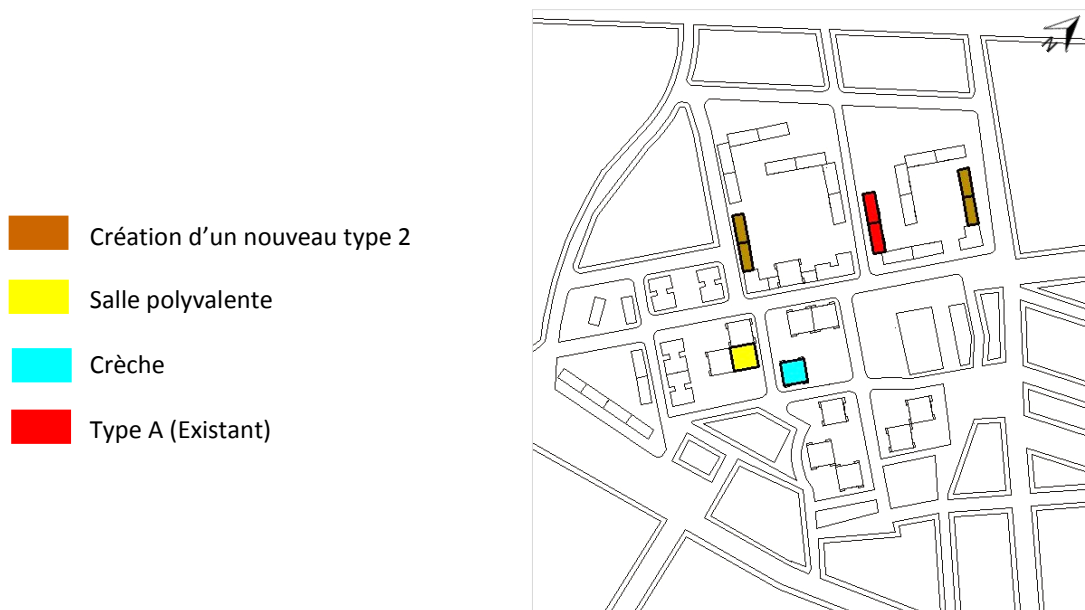 Création d'un nouveau type 2
Salle polyvalente
Crèche
Type A (Existant)
N